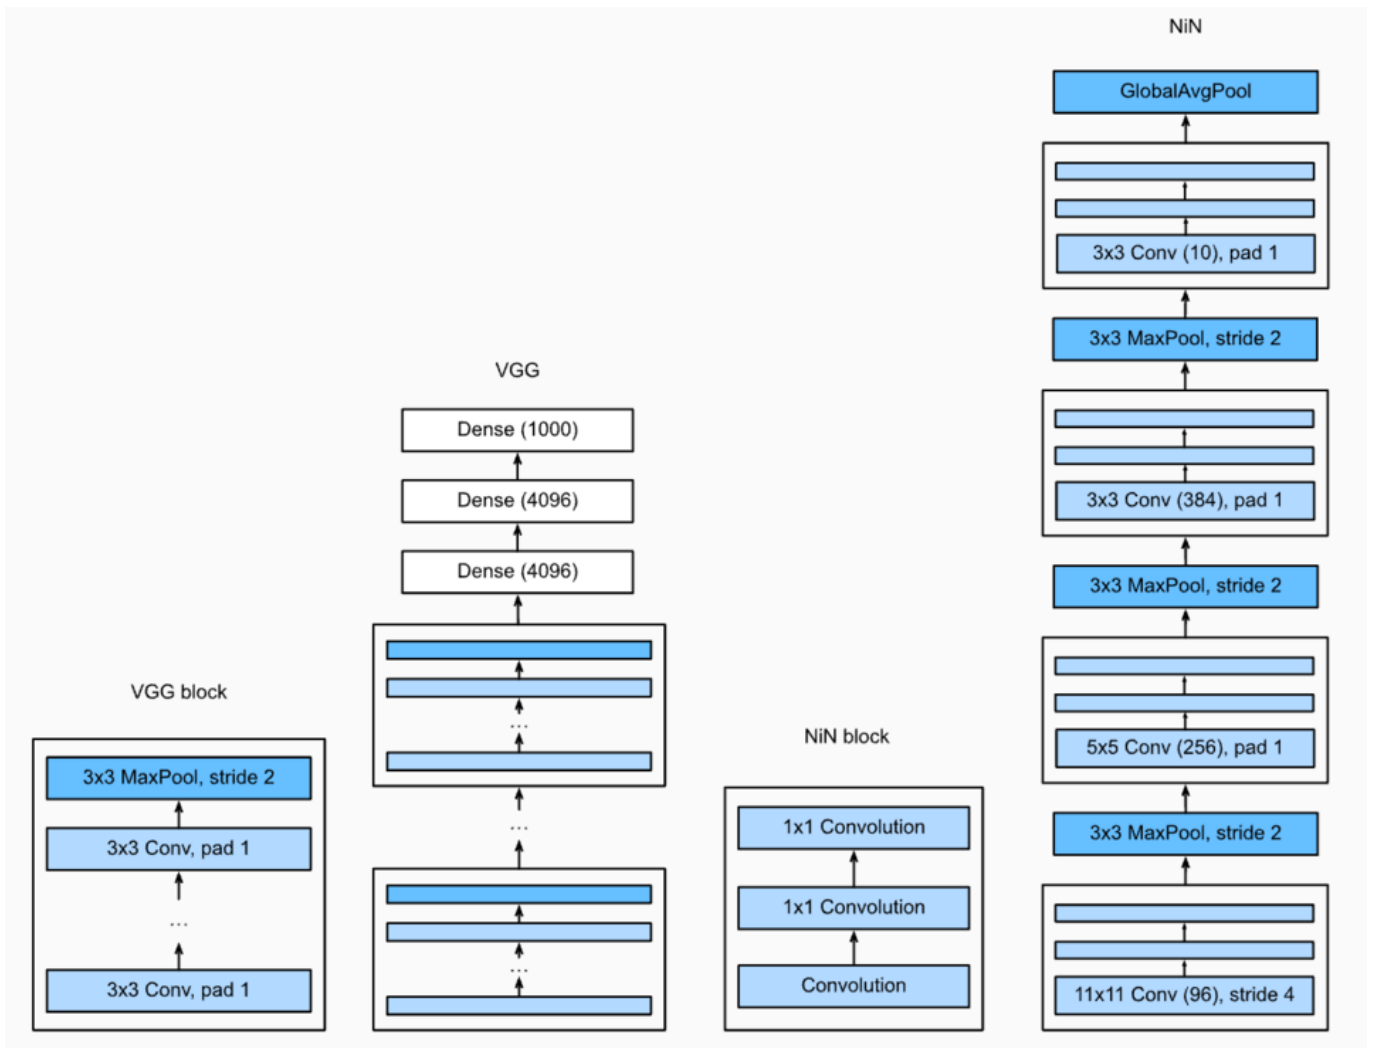 VGG block
3x3 MaxPool, stride 2
3x3 Conv, pad 1
...
3x3 Conv, pad 1
VGG
Dense (1000)
Dense (4096)
Dense (4096)
...
...
...
NiN block
1x1 Convolution
1x1 Convolution
Convolution
NiN
GlobalAvgPool
3x3 Conv (10), pad 1
3x3 MaxPool, stride 2
3x3 Conv (384), pad 1
3x3 MaxPool, stride 2
5x5 Conv (256), pad 1
3x3 MaxPool, stride 2
11x11 Conv (96), stride 4